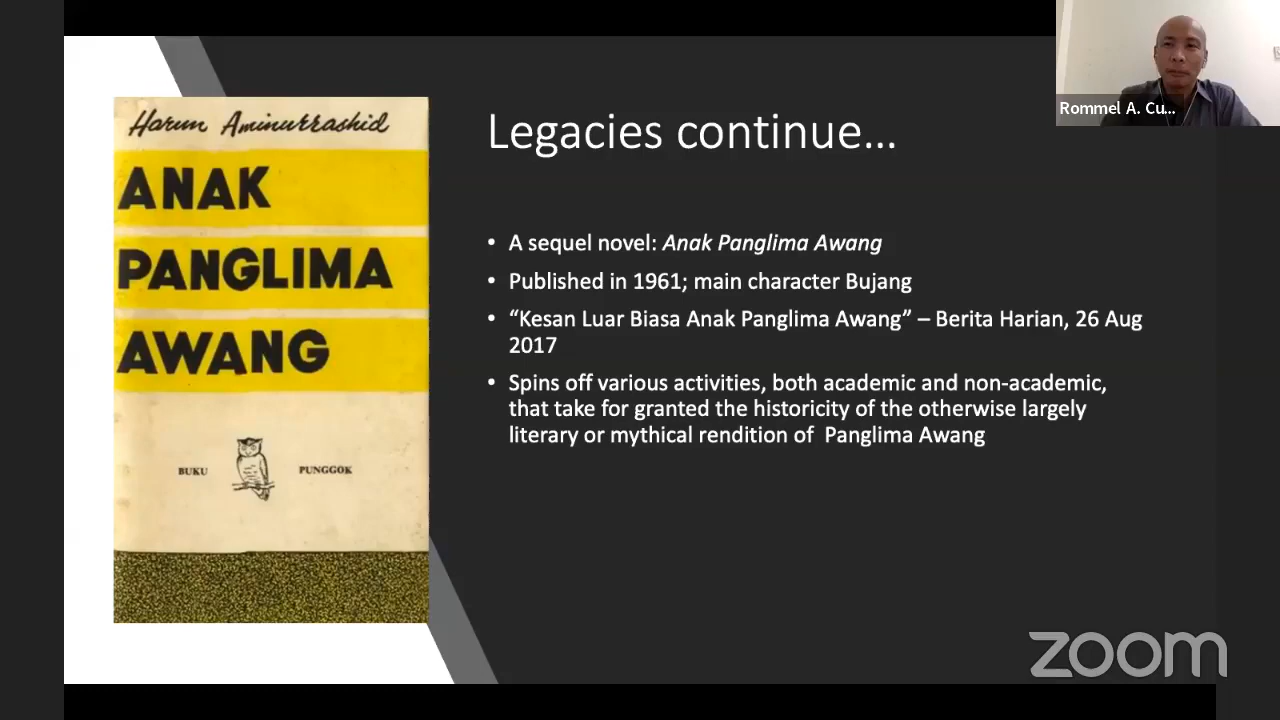 Harun Aminurrashid
ANAK
PANGLIMA
AWANG
BUKU PUNGGOK
Legacies continue…
• A sequel novel: Anak Panglima Awang
• Published in 1961; main character Bujang
• “Kesan Luar Biasa Anak Panglima Awang” – Berita Harian, 26 Aug
2017
• Spins off various activities, both academic and non-academic,
that take for granted the historicity of the otherwise largely
literary or mythical rendition of Panglima Awang
Rommel A. Cu...
zoom